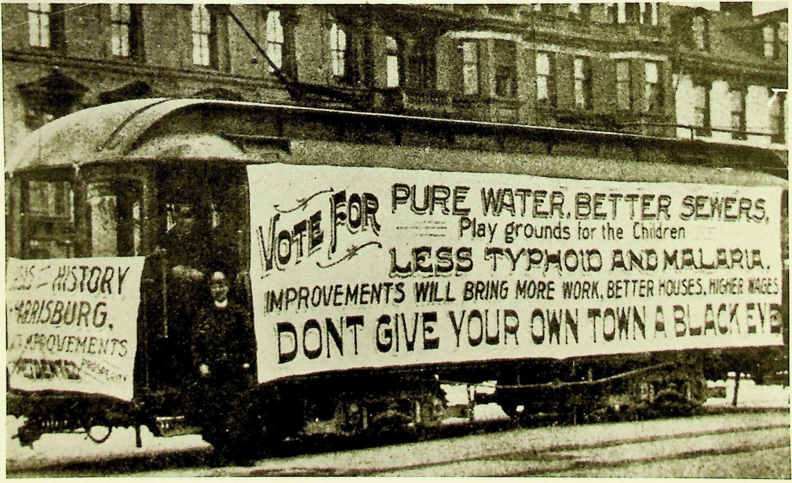 HISTORY
HARRISBURG,
IMPROVEMENTS
PROSPERITY
VOTE FOR
PURE WATER, BETTER SEWERS,
Play grounds for the Children
LESS TYPHOID AND MALARIA.
IMPROVEMENTS WILL BRING MORE WORK, BETTER HOUSES, HIGHER WAGES
DONT GIVE YOUR OWN TOWN A BLACK EYE